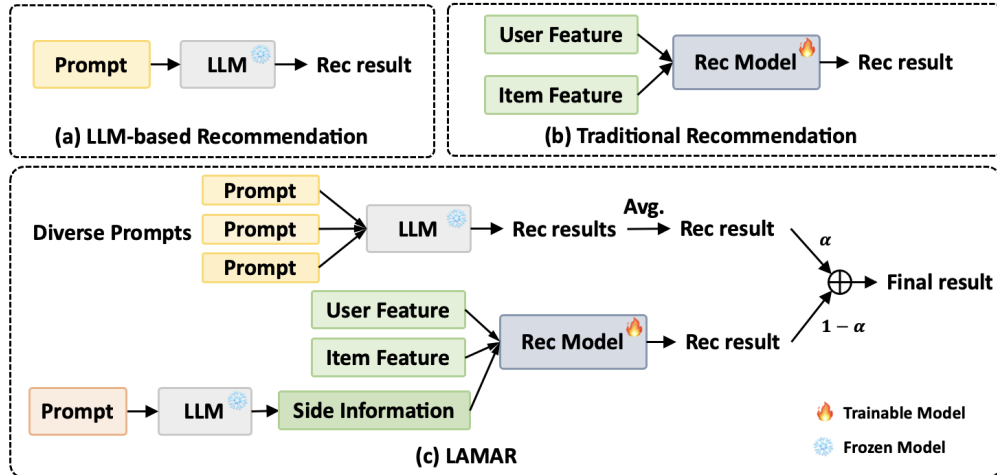 Prompt
LLM
Rec result
(a) LLM-based Recommendation
User Feature
Item Feature
Rec Model
Rec result
(b) Traditional Recommendation
Diverse Prompts
Prompt
Prompt
Prompt
LLM
Rec results
Avg.
Rec result
α
User Feature
Item Feature
Rec Model
Rec result
1 − α
Final result
Prompt
LLM
Side Information
Trainable Model
Frozen Model
(c) LAMAR